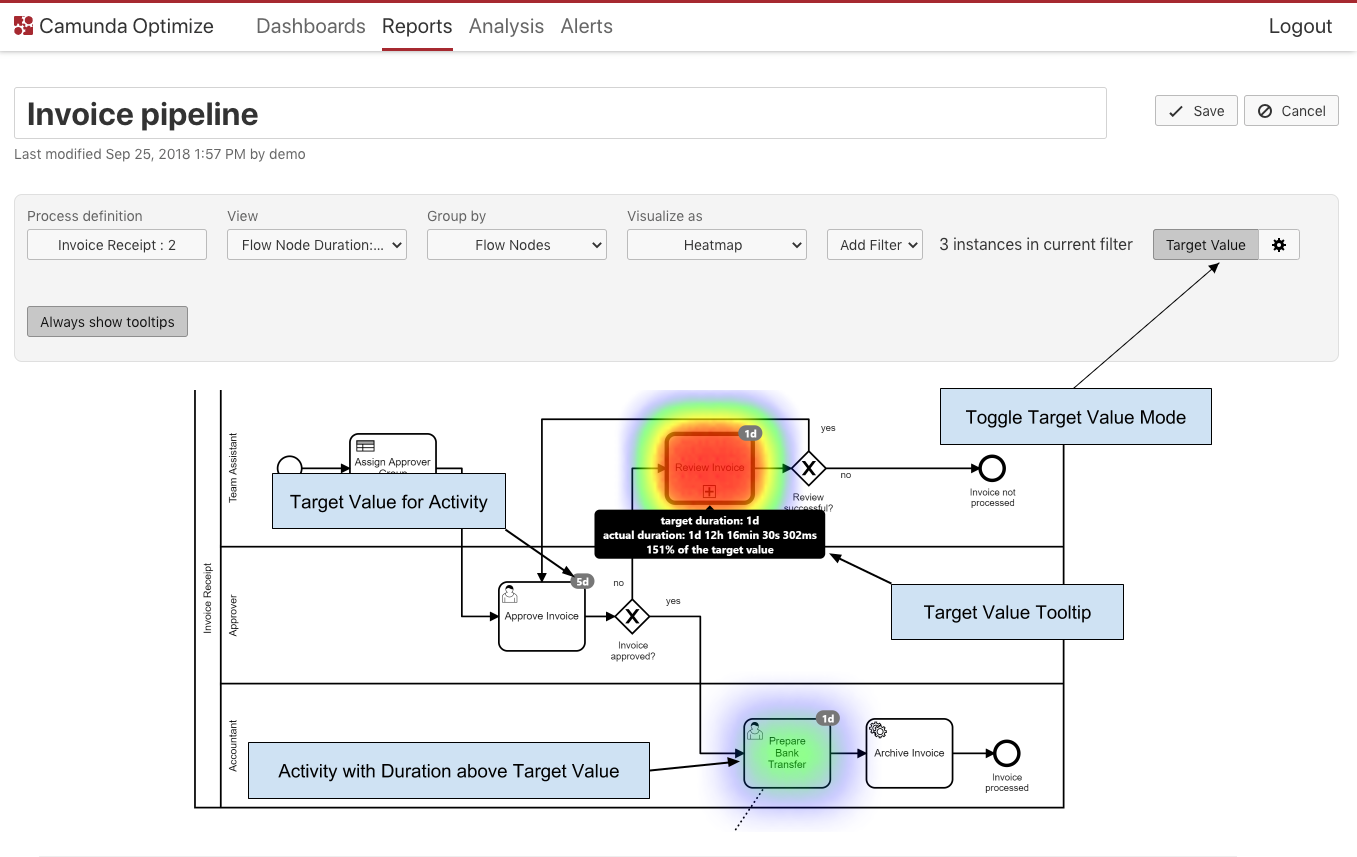 Camunda Optimize Dashboards Reports Analysis Alerts Logout
Invoice pipeline
Save Cancel
Last modified Sep 25, 2018 1:57 PM by demo
Process definition View Group by Visualize as
Invoice Receipt : 2 Flow Node Duration:... Flow Nodes Heatmap Add Filter 3 instances in current filter Target Value
Always show tooltips
Toggle Target Value Mode
Invoice Receipt
Team Assistant
Assign Approver
Target Value for Activity
1d
Review Invoice
yes
no
Review
successful?
Invoice not
processed
target duration: 1d
actual duration: 1d 12h 16min 30s 302ms
151% of the target value
Target Value Tooltip
Approver
5d
Approve Invoice
no
yes
Invoice
approved?
Accountant
Activity with Duration above Target Value
1d
Prepare
Bank
Transfer
Archive Invoice
Invoice
processed